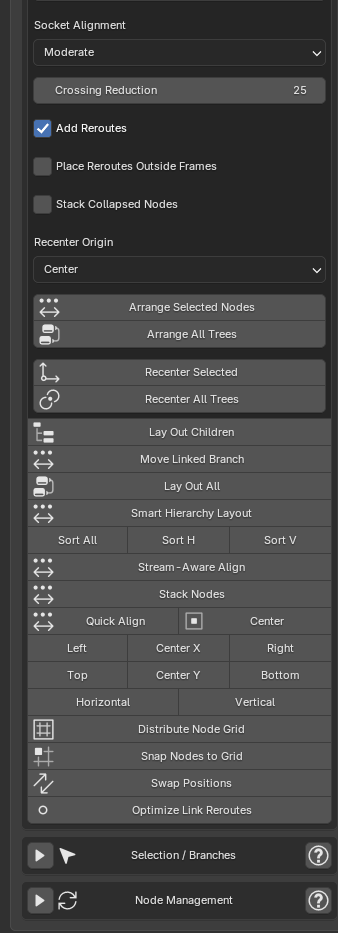 Socket Alignment
Moderate
Crossing Reduction 25
Add Reroutes
Place Reroutes Outside Frames
Stack Collapsed Nodes
Recenter Origin
Center
Arrange Selected Nodes
Arrange All Trees
Recenter Selected
Recenter All Trees
Lay Out Children
Move Linked Branch
Lay Out All
Smart Hierarchy Layout
Sort All Sort H Sort V
Stream-Aware Align
Stack Nodes
Quick Align Center
Left Center X Right
Top Center Y Bottom
Horizontal Vertical
Distribute Node Grid
Snap Nodes to Grid
Swap Positions
Optimize Link Reroutes
Selection / Branches ?
Node Management ?